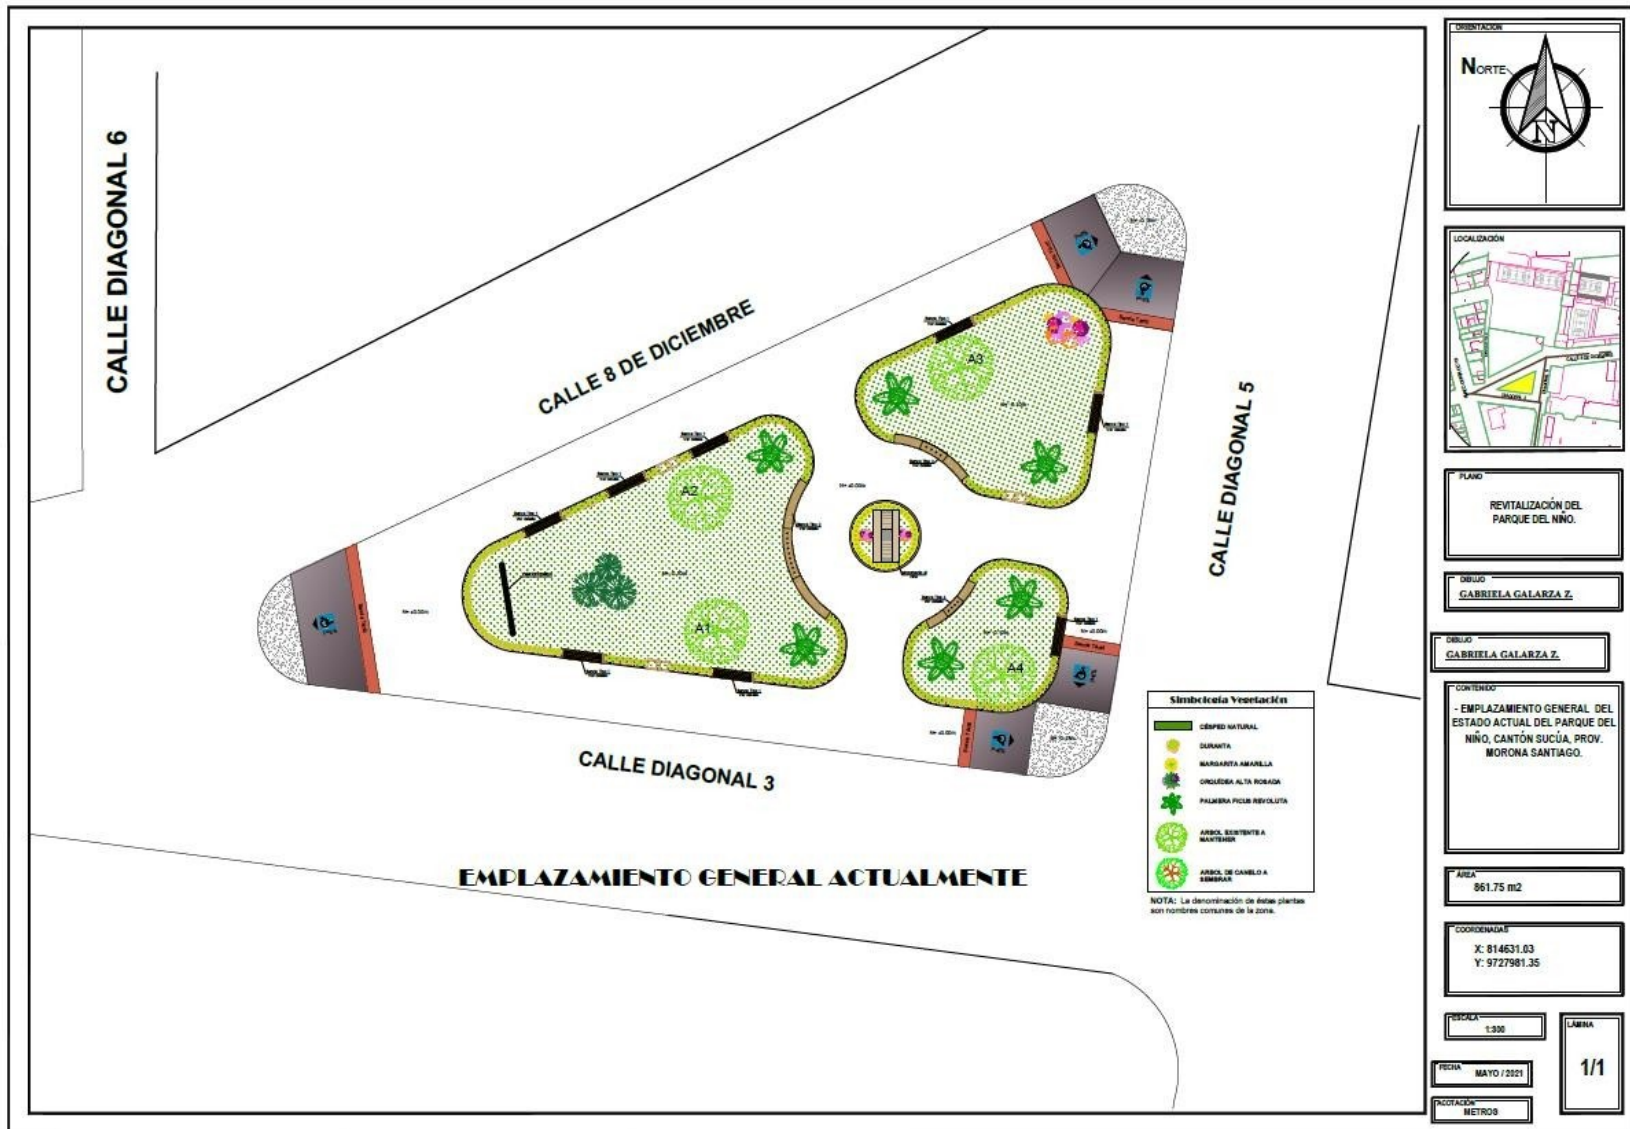 CALLE DIAGONAL 6
CALLE 8 DE DICIEMBRE
CALLE DIAGONAL 5
CALLE DIAGONAL 3
A3
A2
A1
A4
EMPLAZAMIENTO GENERAL ACTUALMENTE
Simbología Vegetación
CÉSPED NATURAL
DURANTA
MARGARITA AMARILLA
ORQUÍDEA ALTA ROSADA
PALMERA FICUS REVOLUTA
ARBOL EXISTENTE A
MANTENER
ARBOL DE CANELO A
SEMBRAR
NOTA: La denominación de éstas plantas
son nombres comunes de la zona.
ORIENTACIÓN
NORTE
N
LOCALIZACIÓN
PLANO
REVITALIZACIÓN DEL
PARQUE DEL NIÑO.
DIBUJO
GABRIELA GALARZA Z.
DIBUJO
GABRIELA GALARZA Z.
CONTENIDO
- EMPLAZAMIENTO GENERAL DEL
ESTADO ACTUAL DEL PARQUE DEL
NIÑO, CANTÓN SUCÚA, PROV.
MORONA SANTIAGO.
ÁREA
861.75 m2
COORDENADAS
X: 814631.03
Y: 9727981.35
ESCALA
1:300
LÁMINA
1/1
FECHA
MAYO / 2021
ACOTACIÓN
METROS